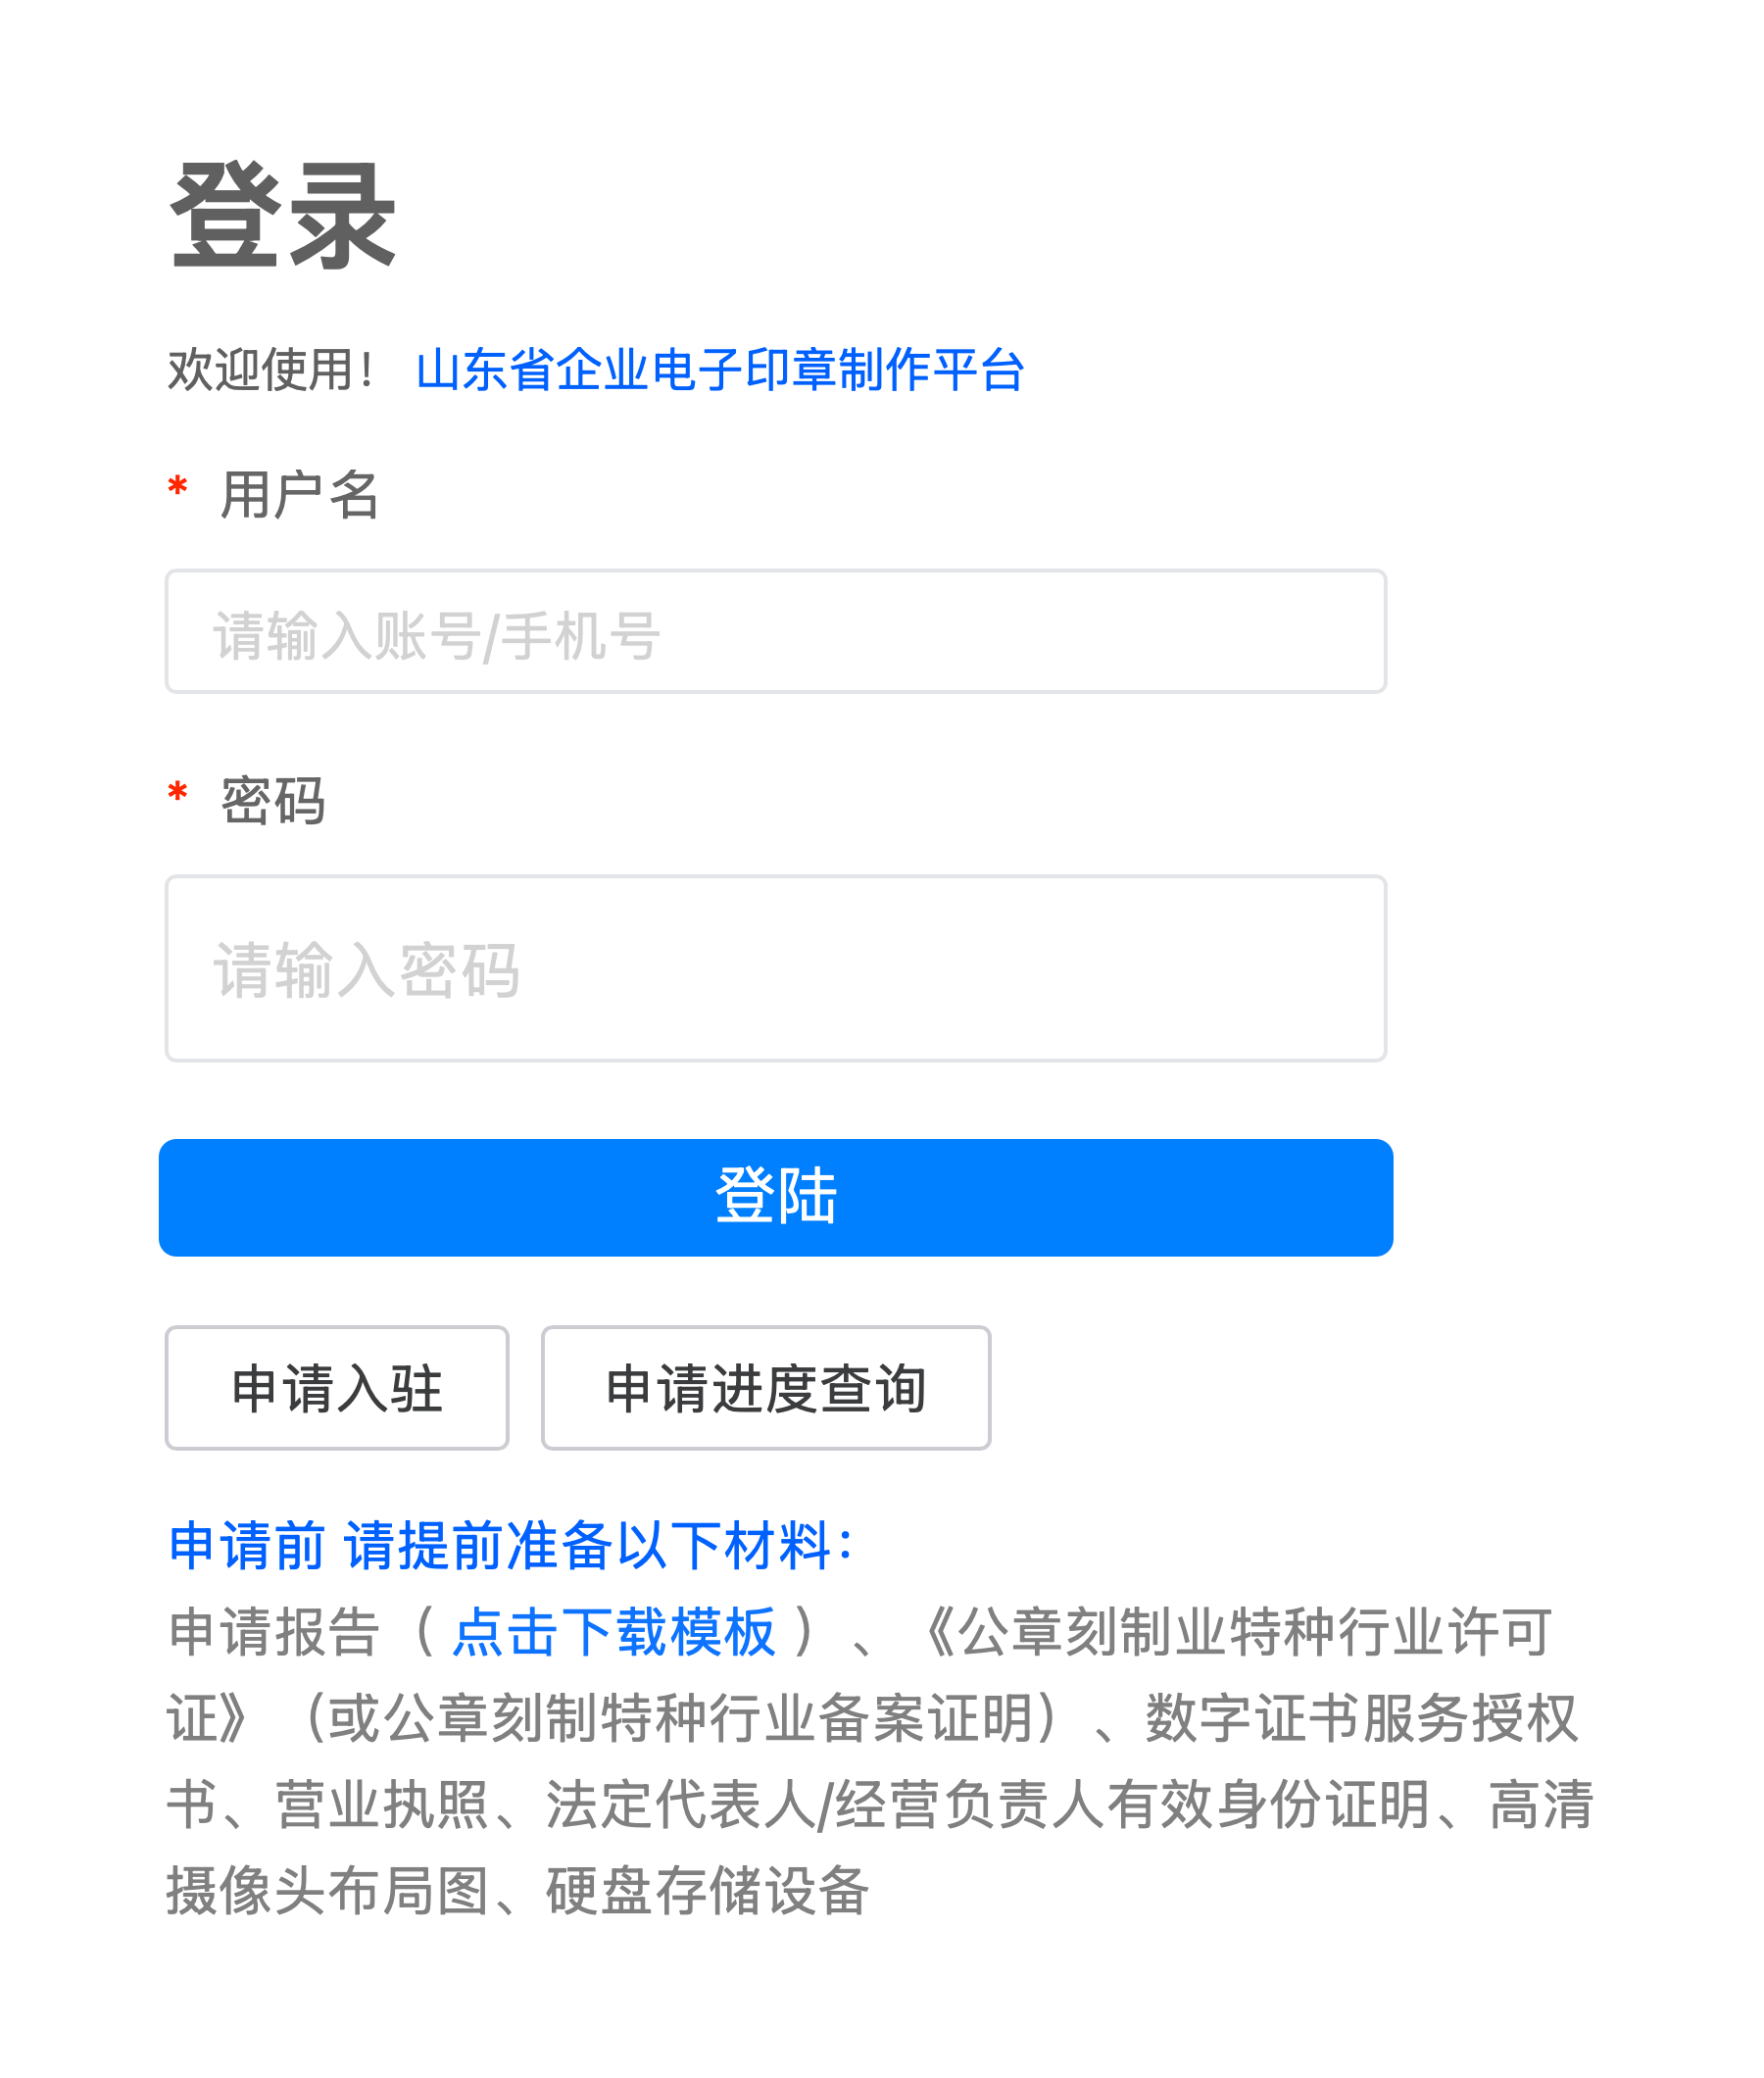 登录
欢迎使用！ 山东省企业电子印章制作平台
* 用户名
请输入账号/手机号
* 密码
请输入密码
登陆
申请入驻 申请进度查询
申请前 请提前准备以下材料：
申请报告（ 点击下载模板 ）、《公章刻制业特种行业许可
证》（或公章刻制特种行业备案证明）、数字证书服务授权
书、营业执照、法定代表人/经营负责人有效身份证明、高清
摄像头布局图、硬盘存储设备